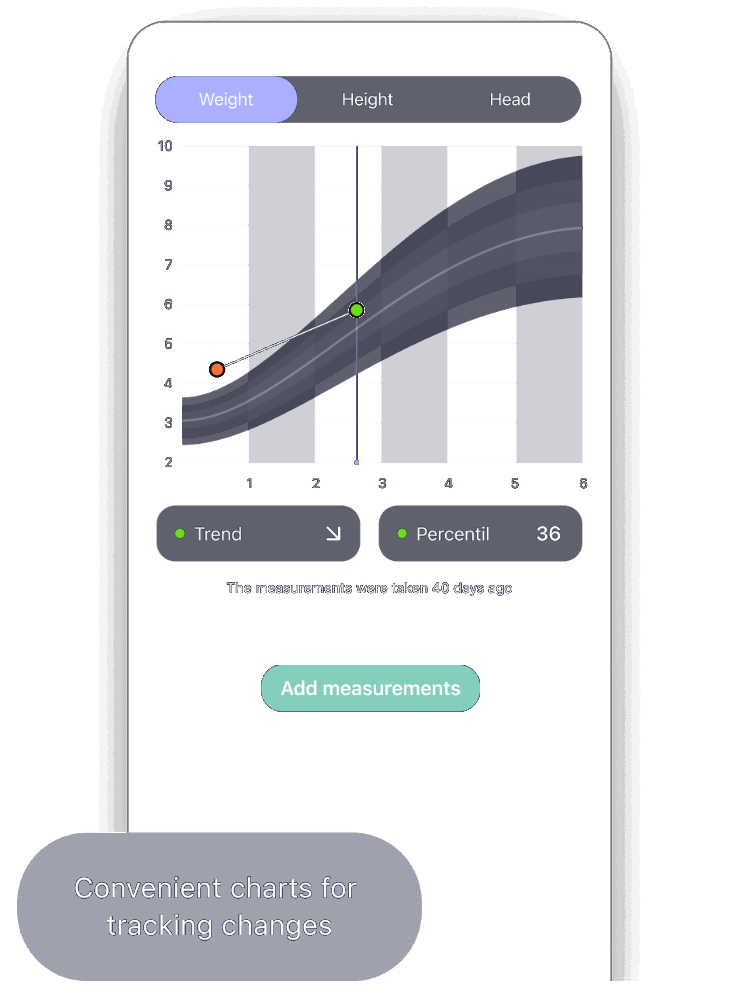 Weight Height Head
10
9
8
7
6
5
4
3
2
1 2 3 4 5 6
Trend Percentil 36
The measurements were taken 40 days ago
Add measurements
Convenient charts for
tracking changes